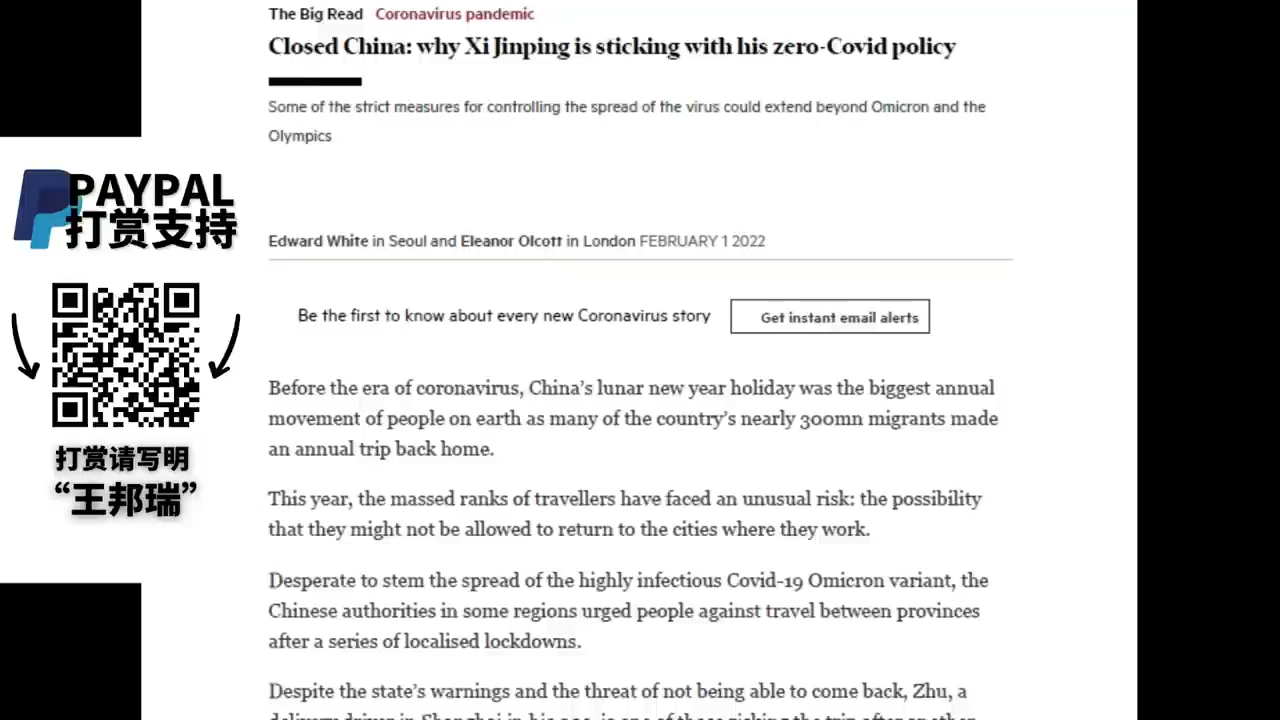 The Big Read Coronavirus pandemic
Closed China: why Xi Jinping is sticking with his zero-Covid policy
Some of the strict measures for controlling the spread of the virus could extend beyond Omicron and the
Olympics
PAYPAL
打赏支持
打赏请写明
“王邦瑞”
Edward White in Seoul and Eleanor Olcott in London FEBRUARY 1 2022
Be the first to know about every new Coronavirus story Get instant email alerts
Before the era of coronavirus, China’s lunar new year holiday was the biggest annual
movement of people on earth as many of the country’s nearly 300mn migrants made
an annual trip back home.
This year, the massed ranks of travellers have faced an unusual risk: the possibility
that they might not be allowed to return to the cities where they work.
Desperate to stem the spread of the highly infectious Covid-19 Omicron variant, the
Chinese authorities in some regions urged people against travel between provinces
after a series of localised lockdowns.
Despite the state’s warnings and the threat of not being able to come back, Zhu, a